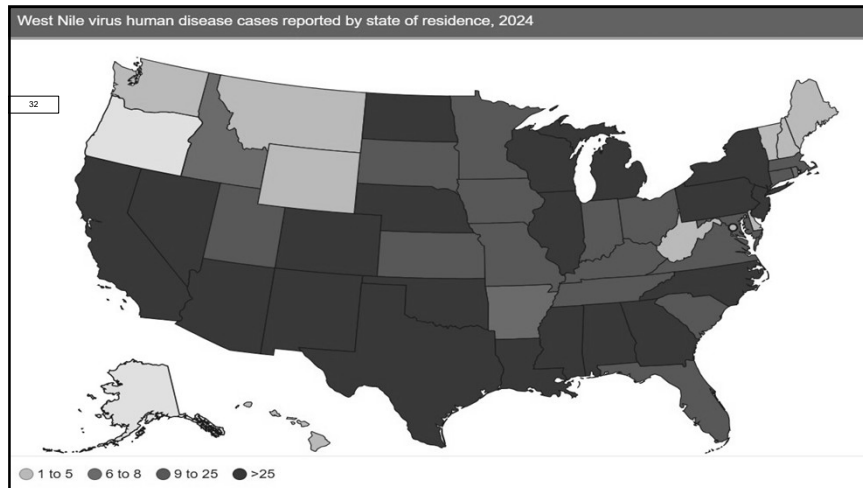 West Nile virus human disease cases reported by state of residence, 2024
32
1 to 5 6 to 8 9 to 25 >25